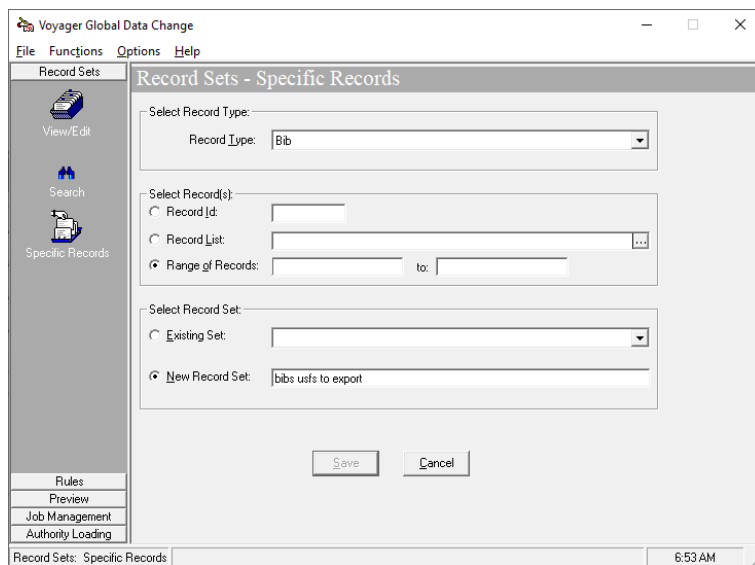 Voyager Global Data Change
File Functions Options Help
Record Sets
View/Edit
Search
Specific Records
Rules
Preview
Job Management
Authority Loading
Record Sets - Specific Records
Select Record Type:
Record Type: Bib
Select Record(s):
Record Id:
Record List: ...
Range of Records: to:
Select Record Set:
Existing Set:
New Record Set: bibs usfs to export
Save Cancel
Record Sets: Specific Records 6:53 AM